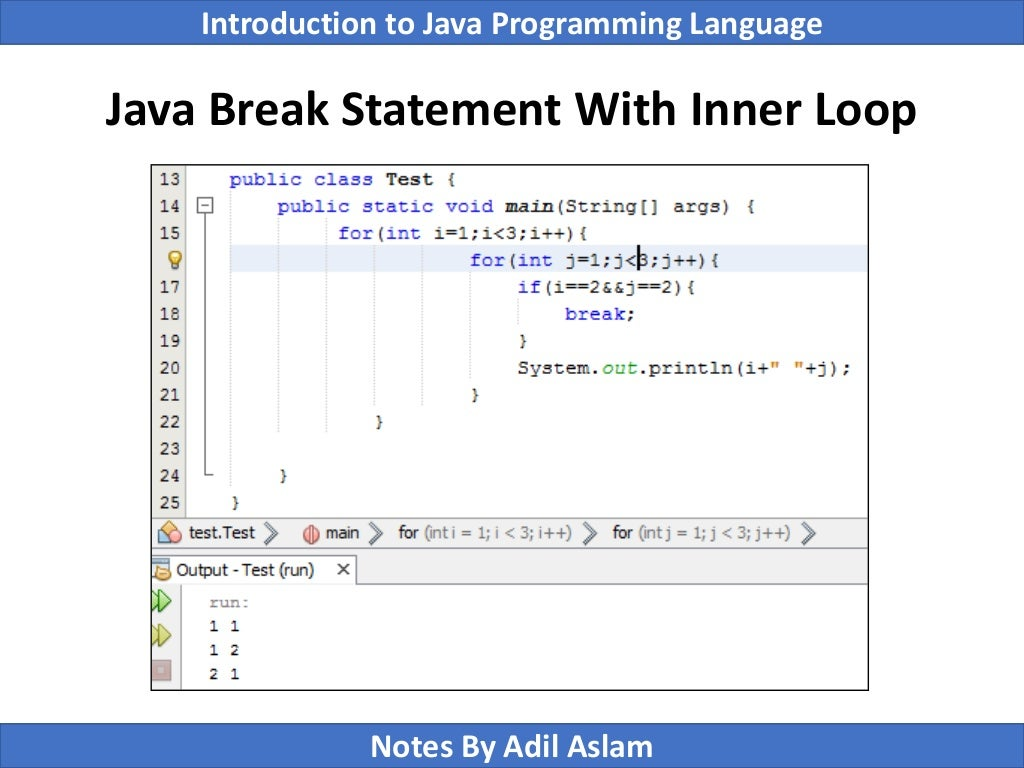 Introduction to Java Programming Language
Java Break Statement With Inner Loop
13 public class Test {
14 public static void main(String[] args) {
15 for(int i=1;i<3;i++){
for(int j=1;j<3;j++){
17 if(i==2&&j==2){
18 break;
19 }
20 System.out.println(i+" "+j);
21 }
22 }
23
24 }
25 }
test.Test main for (int i = 1; i < 3; i++) for (int j = 1; j < 3; j++)
Output - Test (run)
run:
1 1
1 2
2 1
Notes By Adil Aslam